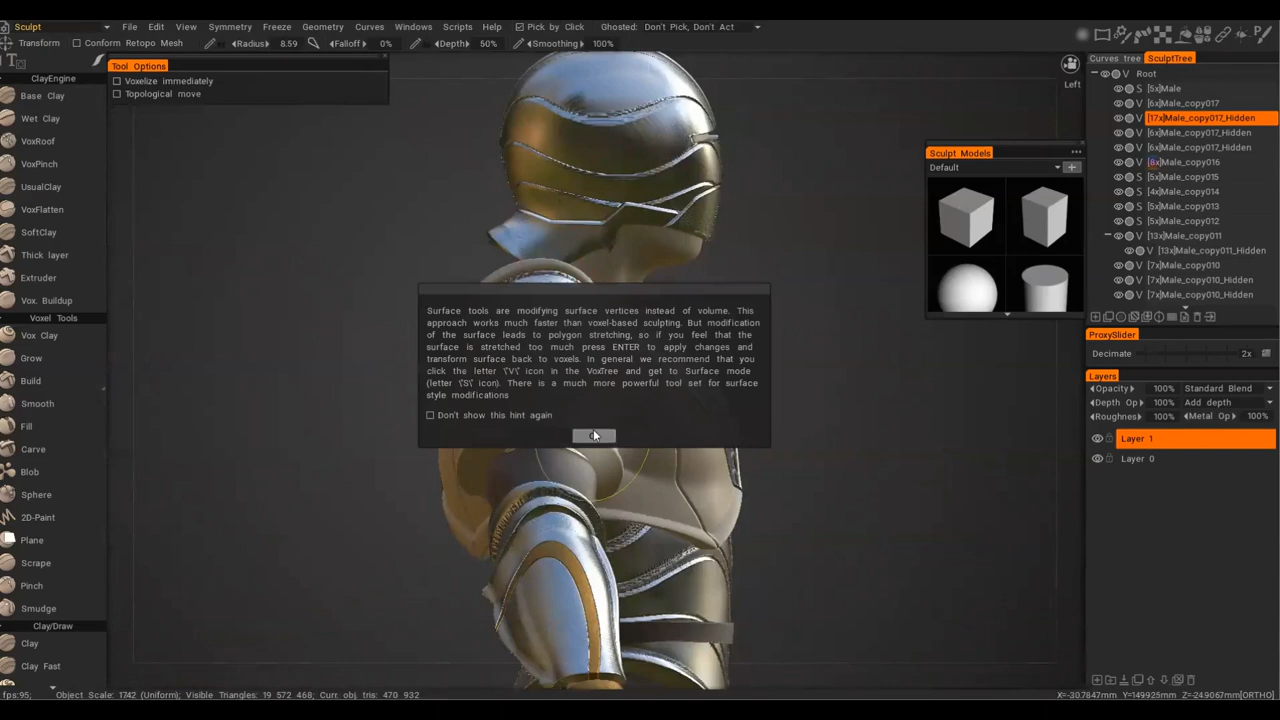 Sculpt File Edit View Symmetry Freeze Geometry Curves Windows Scripts Help Pick by Click Ghosted: Don't Pick, Don't Act
Transform Conform Retopo Mesh Radius 8.59 Falloff 0% Depth 50% Smoothing 100%
Tool Options
Voxelize immediately
Topological move
ClayEngine
Base Clay
Wet Clay
VoxRoof
VoxPinch
UsualClay
VoxFlatten
SoftClay
Thick layer
Extruder
Vox. Buildup
Voxel Tools
Vox Clay
Grow
Build
Smooth
Fill
Carve
Blob
Sphere
2D-Paint
Plane
Scrape
Pinch
Smudge
Clay/Draw
Clay
Clay Fast
Surface tools are modifying surface vertices instead of volume. This
approach works much faster than voxel-based sculpting. But modification
of the surface leads to polygon stretching, so if you feel that the
surface is stretched too much press ENTER to apply changes and
transform surface back to voxels. In general we recommend that you
click the letter \'V\' icon in the VoxTree and get to Surface mode
(letter \'S\' icon). There is a much more powerful tool set for surface
style modifications
Don't show this hint again
Left
Sculpt Models
Default
Curves tree SculptTree
V Root
S [5x]Male
V [6x]Male_copy017
V [17x]Male_copy017_Hidden
V [6x]Male_copy017_Hidden
V [6x]Male_copy017_Hidden
V [8x]Male_copy016
S [5x]Male_copy015
S [4x]Male_copy014
S [5x]Male_copy013
S [5x]Male_copy012
V [13x]Male_copy011
V [13x]Male_copy011_Hidden
V [7x]Male_copy010
V [7x]Male_copy010_Hidden
V [7x]Male_copy010_Hidden
ProxySlider
Decimate 2x
Layers
Opacity 100% Standard Blend
Depth Op 100% Add depth
Roughnes 100% Metal Op 100%
Layer 1
Layer 0
fps:95; Object Scale: 1742 (Uniform); Visible Triangles: 19 572 468; Curr. obj. tris: 470 932 X=-30.7847mm Y=149.925mm Z=-24.9067mm [ORTHO]